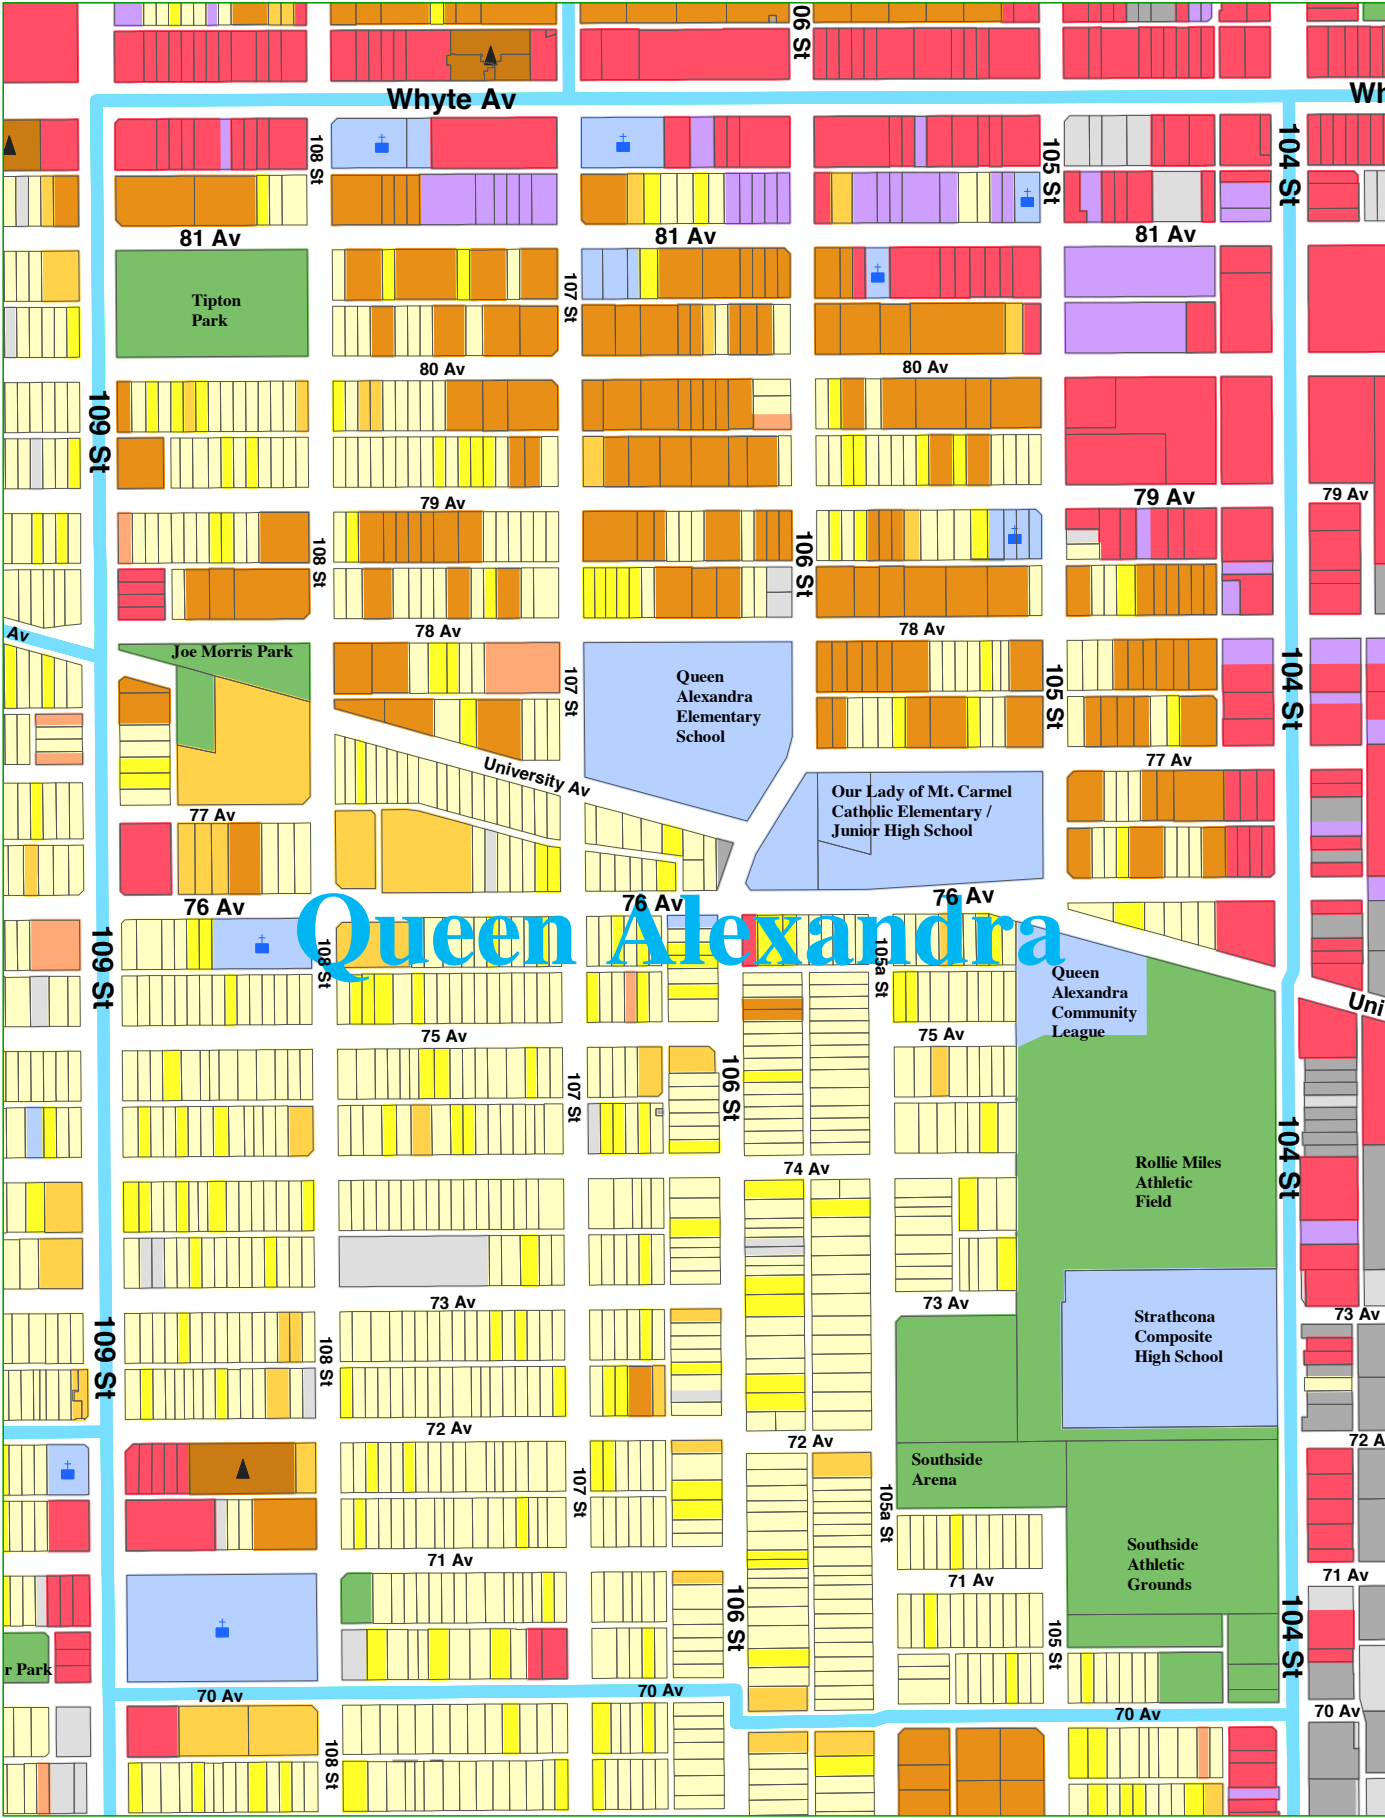 06 St
Whyte Av
Wh
108 St
105 St
104 St
81 Av
81 Av
81 Av
Tipton
Park
107 St
80 Av
80 Av
109 St
79 Av
79 Av
79 Av
108 St
106 St
Av
78 Av
78 Av
Joe Morris Park
107 St
Queen
Alexandra
Elementary
School
105 St
104 St
77 Av
University Av
Our Lady of Mt. Carmel
Catholic Elementary /
Junior High School
77 Av
76 Av
76 Av
76 Av
Queen Alexandra
109 St
108 St
105a St
Queen
Alexandra
Community
League
Uni
75 Av
75 Av
107 St
106 St
104 St
74 Av
Rollie Miles
Athletic
Field
73 Av
73 Av
73 Av
109 St
108 St
Strathcona
Composite
High School
72 Av
72 Av
72 A
Southside
Arena
107 St
105a St
71 Av
Southside
Athletic
Grounds
71 Av
71 Av
106 St
105 St
104 St
r Park
70 Av
70 Av
70 Av
70 Av
108 St